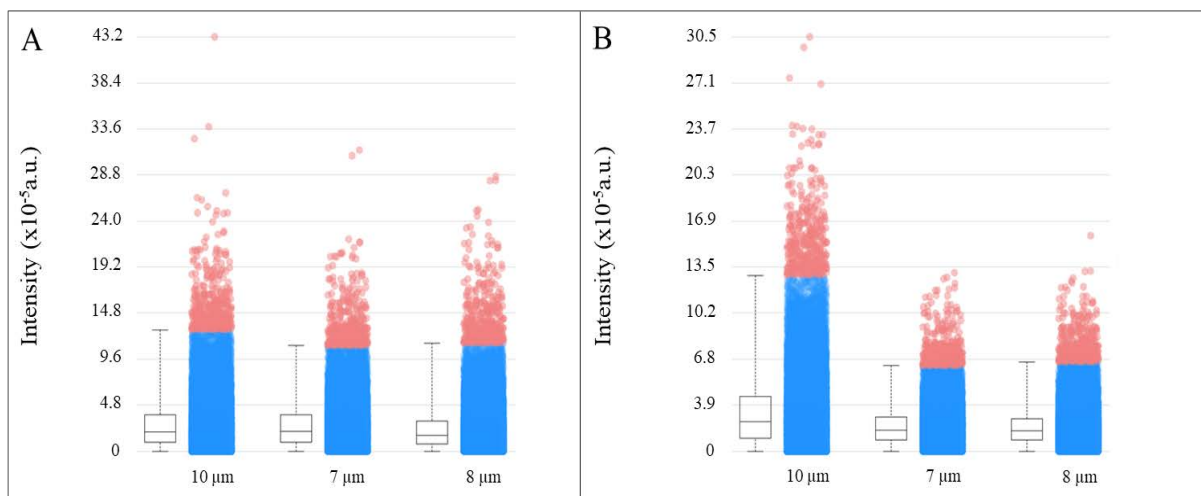 A
Intensity (x10⁻⁵a.u.)
43.2
38.4
33.6
28.8
24.0
19.2
14.8
9.6
4.8
0
10 µm
7 µm
8 µm
B
Intensity (x10⁻⁵a.u.)
30.5
27.1
23.7
20.3
16.9
13.5
10.2
6.8
3.9
0
10 µm
7 µm
8 µm